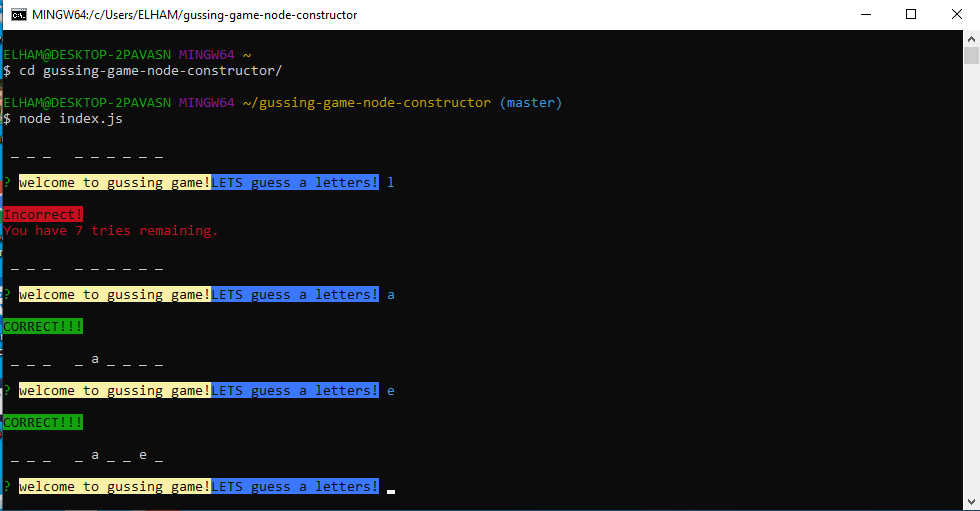 MINGW64:/c/Users/ELHAM/gussing-game-node-constructor
ELHAM@DESKTOP-2PAVASN MINGW64 ~
$ cd gussing-game-node-constructor/
ELHAM@DESKTOP-2PAVASN MINGW64 ~/gussing-game-node-constructor (master)
$ node index.js
_ _ _   _ _ _ _ _ _
? welcome to gussing game!LETS guess a letters! l
Incorrect!
You have 7 tries remaining.
_ _ _   _ _ _ _ _ _
? welcome to gussing game!LETS guess a letters! a
CORRECT!!!
_ _ _   _ a _ _ _ _
? welcome to gussing game!LETS guess a letters! e
CORRECT!!!
_ _ _   _ a _ _ e _
? welcome to gussing game!LETS guess a letters!